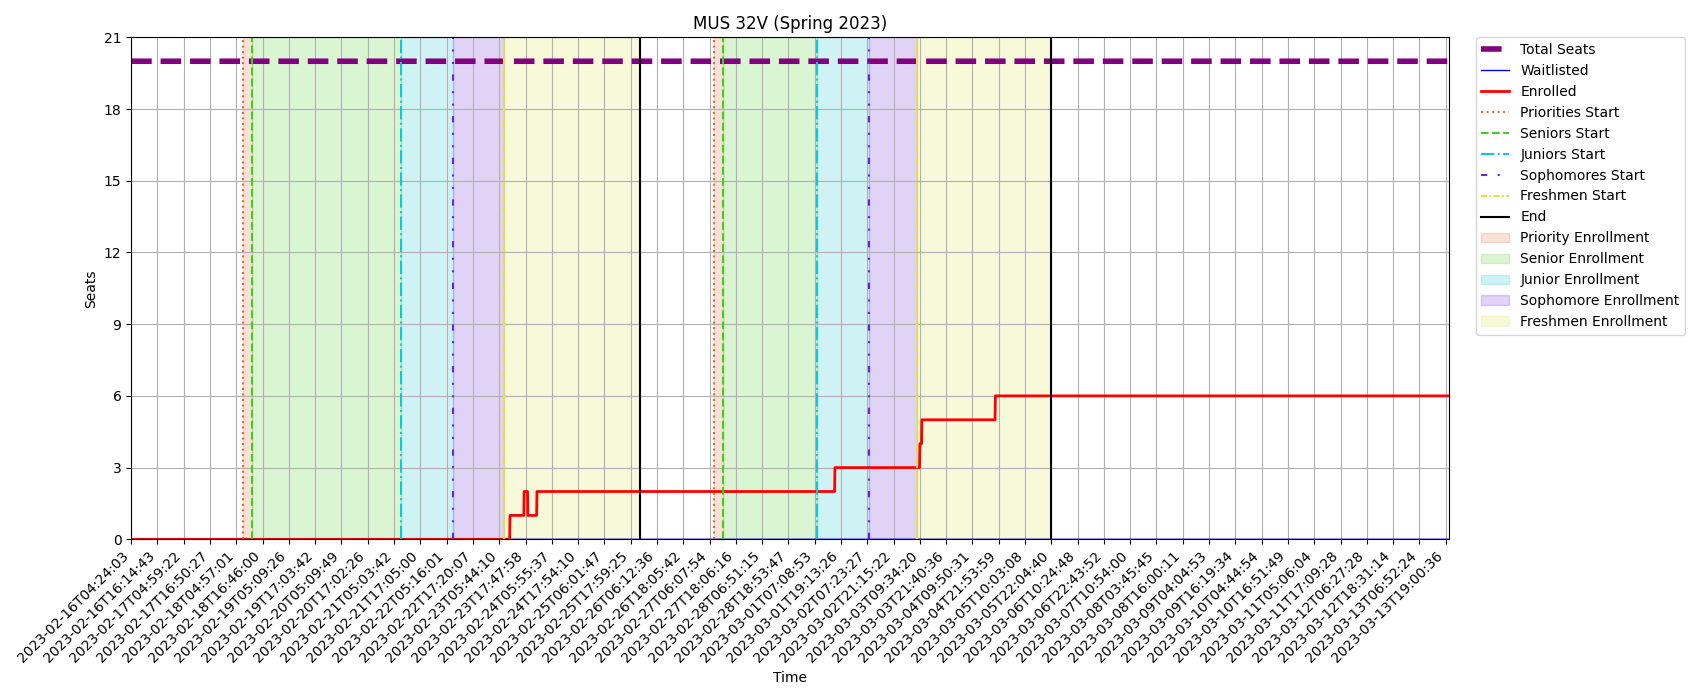 MUS 32V (Spring 2023)
21
18
15
12
9
6
3
0
Seats
2023-02-16T04:24:03
2023-02-16T16:14:43
2023-02-17T04:59:22
2023-02-17T16:50:27
2023-02-18T04:57:01
2023-02-18T16:46:00
2023-02-19T05:09:26
2023-02-19T17:03:42
2023-02-20T05:09:49
2023-02-20T17:02:26
2023-02-21T05:03:42
2023-02-21T17:05:00
2023-02-22T05:16:01
2023-02-22T17:20:07
2023-02-23T05:44:10
2023-02-23T17:47:58
2023-02-24T05:55:37
2023-02-24T17:54:10
2023-02-25T06:01:47
2023-02-25T17:59:25
2023-02-26T06:12:36
2023-02-26T18:05:42
2023-02-27T06:07:54
2023-02-27T18:06:16
2023-02-28T06:51:15
2023-02-28T18:53:47
2023-03-01T07:08:53
2023-03-01T19:13:26
2023-03-02T07:23:27
2023-03-02T21:15:22
2023-03-03T09:34:20
2023-03-03T21:40:36
2023-03-04T09:50:31
2023-03-04T21:53:59
2023-03-05T10:03:08
2023-03-05T22:04:40
2023-03-06T10:24:48
2023-03-06T22:43:52
2023-03-07T10:54:00
2023-03-08T03:45:45
2023-03-08T16:00:11
2023-03-09T04:04:53
2023-03-09T16:19:34
2023-03-10T04:44:54
2023-03-10T16:51:49
2023-03-11T05:06:04
2023-03-11T17:09:28
2023-03-12T06:27:28
2023-03-12T18:31:14
2023-03-13T06:52:24
2023-03-13T19:00:36
Time
Total Seats
Waitlisted
Enrolled
Priorities Start
Seniors Start
Juniors Start
Sophomores Start
Freshmen Start
End
Priority Enrollment
Senior Enrollment
Junior Enrollment
Sophomore Enrollment
Freshmen Enrollment